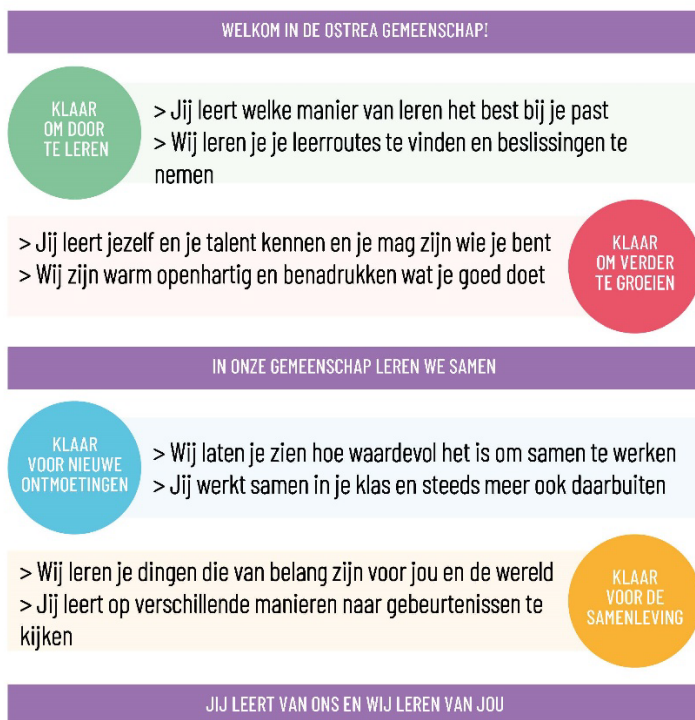 WELKOM IN DE OSTREA GEMEENSCHAP!
KLAAR
OM DOOR
TE LEREN
> Jij leert welke manier van leren het best bij je past
> Wij leren je je leerroutes te vinden en beslissingen te
nemen
> Jij leert jezelf en je talent kennen en je mag zijn wie je bent
> Wij zijn warm openhartig en benadrukken wat je goed doet
KLAAR
OM VERDER
TE GROEIEN
IN ONZE GEMEENSCHAP LEREN WE SAMEN
KLAAR
VOOR NIEUWE
ONTMOETINGEN
> Wij laten je zien hoe waardevol het is om samen te werken
> Jij werkt samen in je klas en steeds meer ook daarbuiten
> Wij leren je dingen die van belang zijn voor jou en de wereld
> Jij leert op verschillende manieren naar gebeurtenissen te
kijken
KLAAR
VOOR DE
SAMENLEVING
JIJ LEERT VAN ONS EN WIJ LEREN VAN JOU